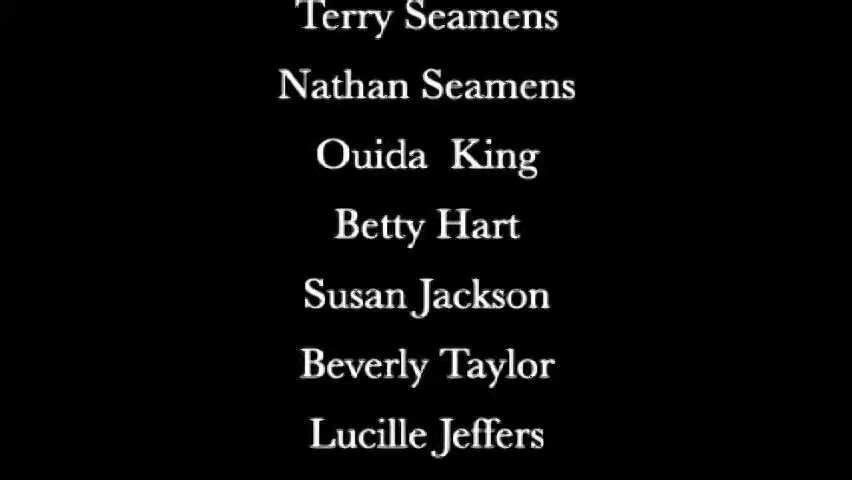 Terry Seamens
Nathan Seamens
Ouida  King
Betty Hart
Susan Jackson
Beverly Taylor
Lucille Jeffers